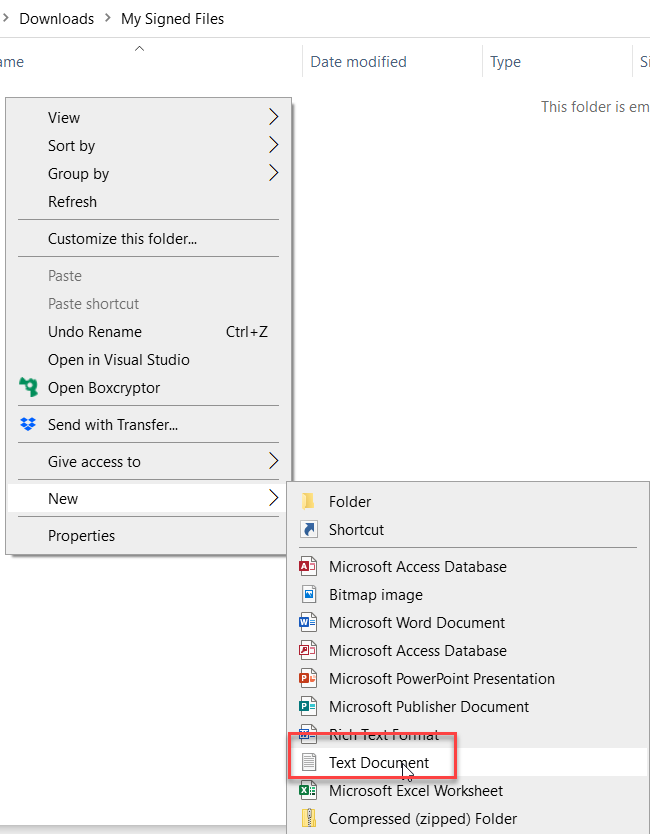 Downloads > My Signed Files
ame Date modified Type Si
This folder is em
View
Sort by
Group by
Refresh
Customize this folder...
Paste
Paste shortcut
Undo Rename Ctrl+Z
Open in Visual Studio
Open Boxcryptor
Send with Transfer...
Give access to
New
Properties
Folder
Shortcut
Microsoft Access Database
Bitmap image
Microsoft Word Document
Microsoft Access Database
Microsoft PowerPoint Presentation
Microsoft Publisher Document
Rich Text Format
Text Document
Microsoft Excel Worksheet
Compressed (zipped) Folder